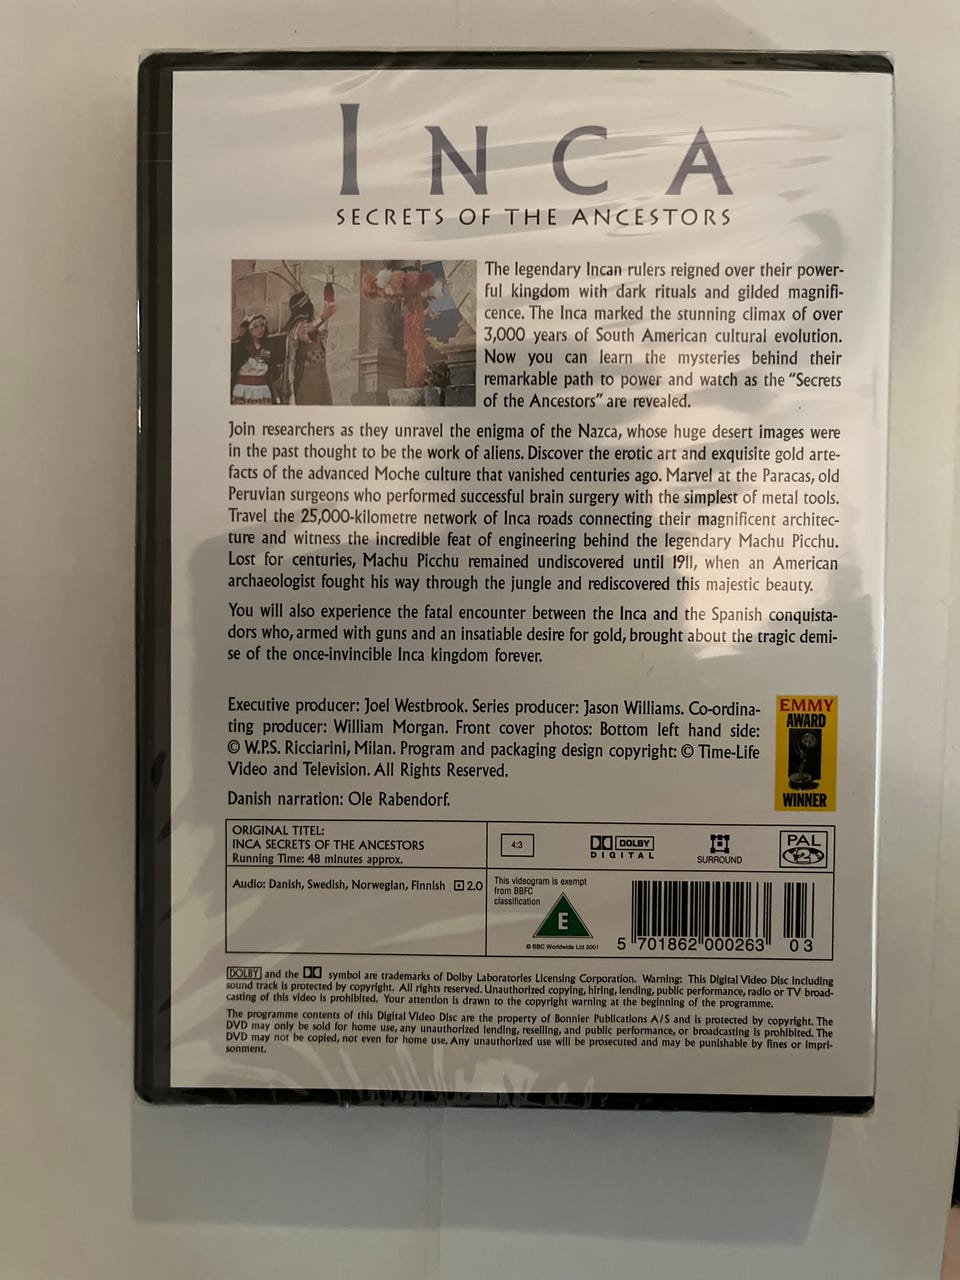 INCA
SECRETS OF THE ANCESTORS
The legendary Incan rulers reigned over their power-
ful kingdom with dark rituals and gilded magnifi-
cence. The Inca marked the stunning climax of over
3,000 years of South American cultural evolution.
Now you can learn the mysteries behind their
remarkable path to power and watch as the “Secrets
of the Ancestors” are revealed.
Join researchers as they unravel the enigma of the Nazca, whose huge desert images were
in the past thought to be the work of aliens. Discover the erotic art and exquisite gold arte-
facts of the advanced Moche culture that vanished centuries ago. Marvel at the Paracas, old
Peruvian surgeons who performed successful brain surgery with the simplest of metal tools.
Travel the 25,000-kilometre network of Inca roads connecting their magnificent architec-
ture and witness the incredible feat of engineering behind the legendary Machu Picchu.
Lost for centuries, Machu Picchu remained undiscovered until 1911, when an American
archaeologist fought his way through the jungle and rediscovered this majestic beauty.
You will also experience the fatal encounter between the Inca and the Spanish conquista-
dors who, armed with guns and an insatiable desire for gold, brought about the tragic demi-
se of the once-invincible Inca kingdom forever.
Executive producer: Joel Westbrook. Series producer: Jason Williams. Co-ordina-
ting producer: William Morgan. Front cover photos: Bottom left hand side:
© W.P.S. Ricciarini, Milan. Program and packaging design copyright: © Time-Life
Video and Television. All Rights Reserved.
Danish narration: Ole Rabendorf.
EMMY
AWARD
WINNER
ORIGINAL TITEL:
INCA SECRETS OF THE ANCESTORS
Running Time: 48 minutes approx.
4:3
DOLBY
DIGITAL
SURROUND
PAL
2
Audio: Danish, Swedish, Norwegian, Finnish 2.0
This videogram is exempt
from BBFC
classification
E
© BBC Worldwide Ltd 2001
5 701862 000263 03
DOLBY and the symbol are trademarks of Dolby Laboratories Licensing Corporation. Warning: This Digital Video Disc including
sound track is protected by copyright. All rights reserved. Unauthorized copying, hiring, lending, public performance, radio or TV broad-
casting of this video is prohibited. Your attention is drawn to the copyright warning at the beginning of the programme.
The programme contents of this Digital Video Disc are the property of Bonnier Publications A/S and is protected by copyright. The
DVD may only be sold for home use, any unauthorized lending, reselling, and public performance, or broadcasting is prohibited. The
DVD may not be copied, not even for home use. Any unauthorized use will be prosecuted and may be punishable by fines or impri-
sonment.